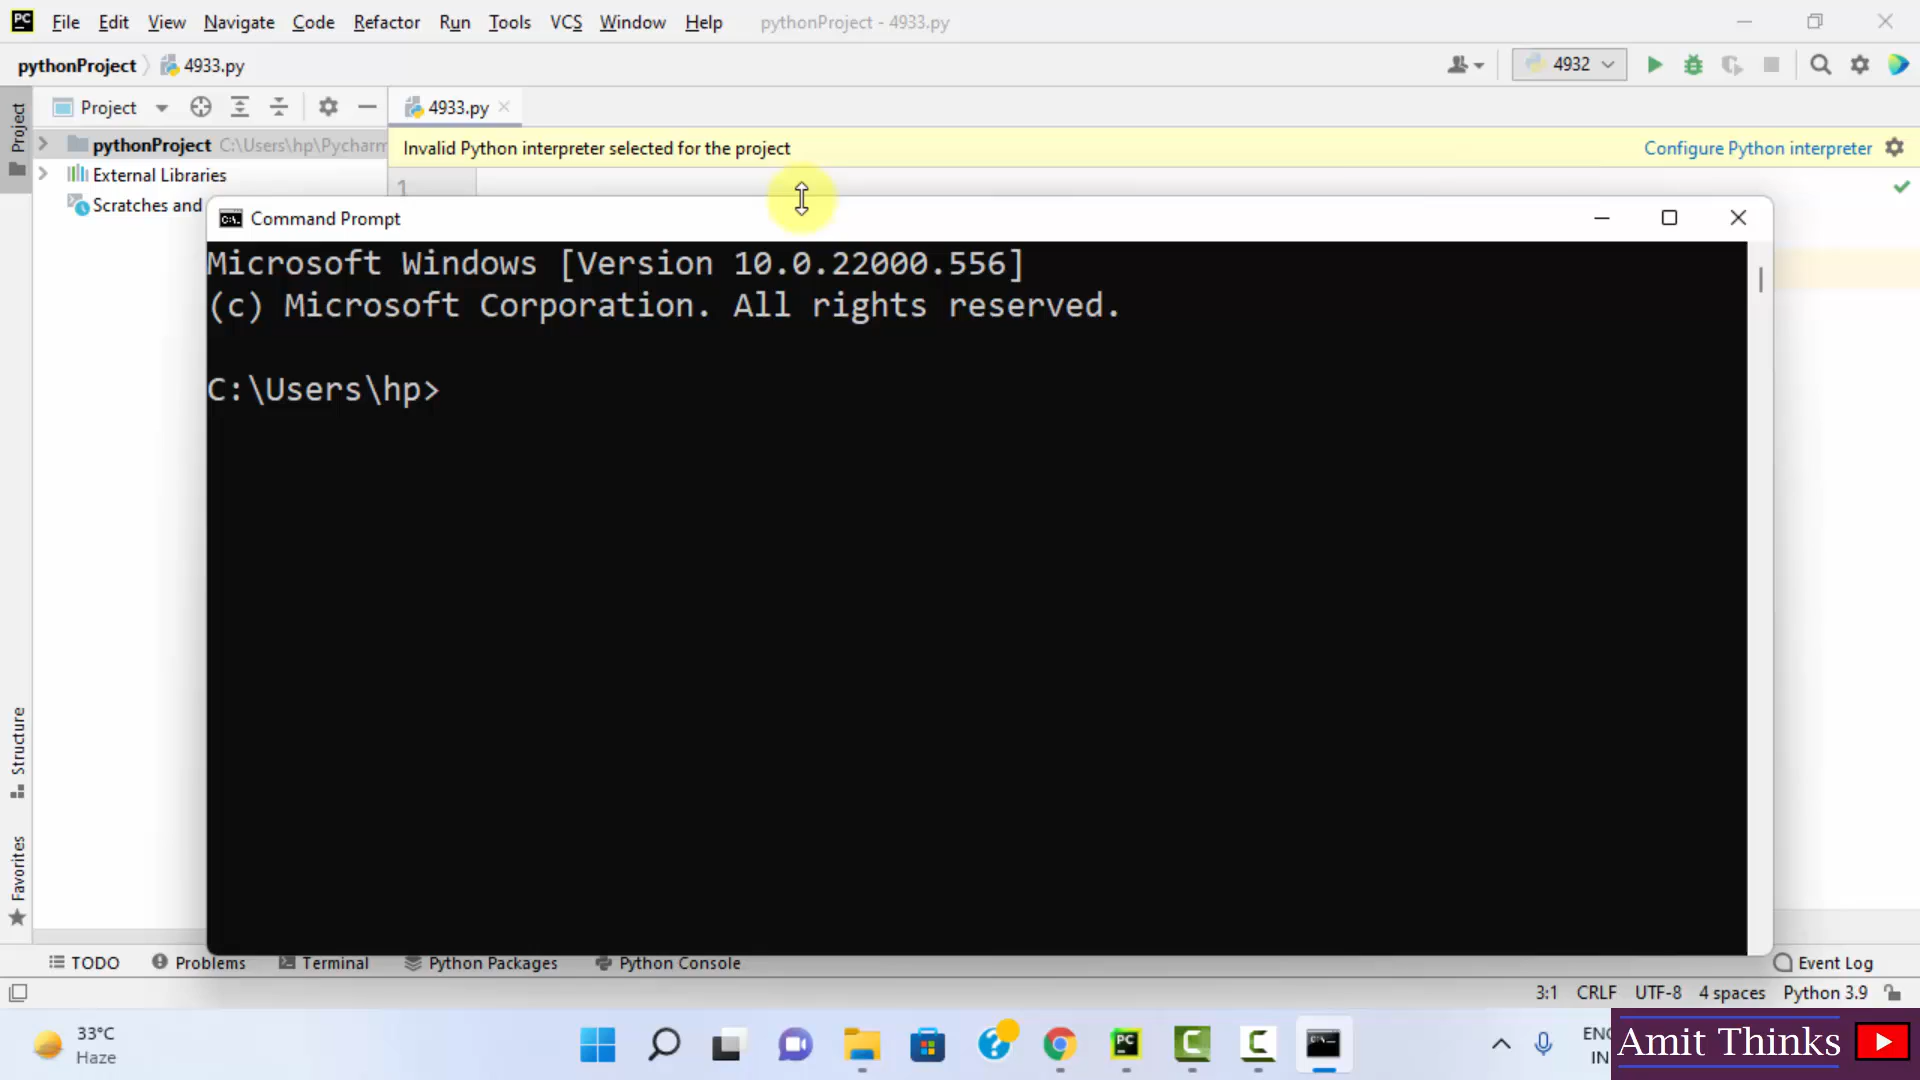 PC File Edit View Navigate Code Refactor Run Tools VCS Window Help pythonProject - 4933.py
pythonProject 4933.py 4932
Project 4933.py
Project
pythonProject C:\Users\hp\Pycharm
Invalid Python interpreter selected for the project Configure Python interpreter
External Libraries
1
Scratches and
Command Prompt
Microsoft Windows [Version 10.0.22000.556]
(c) Microsoft Corporation. All rights reserved.
C:\Users\hp>
Structure
Favorites
TODO Problems Terminal Python Packages Python Console Event Log
3:1 CRLF UTF-8 4 spaces Python 3.9
33°C
Haze
PC
ENG
IN
Amit Thinks